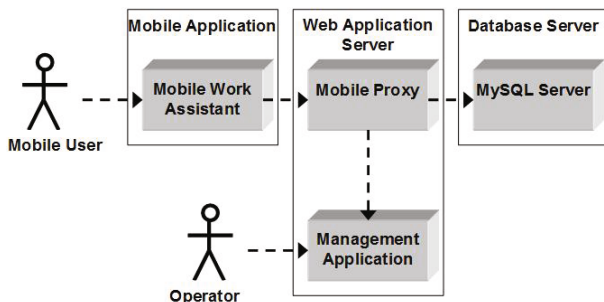 Mobile Application
Web Application
Server
Database Server
Mobile Work
Assistant
Mobile Proxy
MySQL Server
Mobile User
Management
Application
Operator